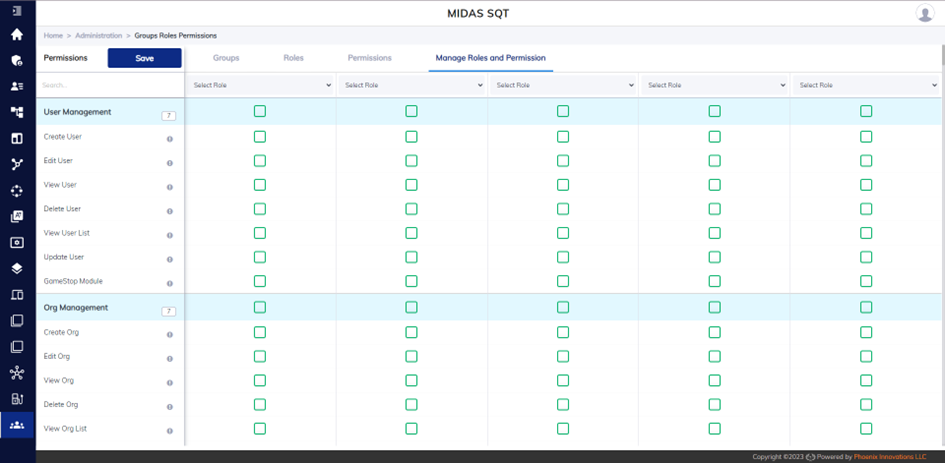 MIDAS SQT
Home > Administration > Groups Roles Permissions
Permissions Save Groups Roles Permissions Manage Roles and Permission
Search... Select Role Select Role Select Role Select Role Select Role
User Management 7
Create User
Edit User
View User
Delete User
View User List
Update User
GameStop Module
Org Management 7
Create Org
Edit Org
View Org
Delete Org
View Org List
Copyright ©2023 Powered by Phoenix Innovations LLC